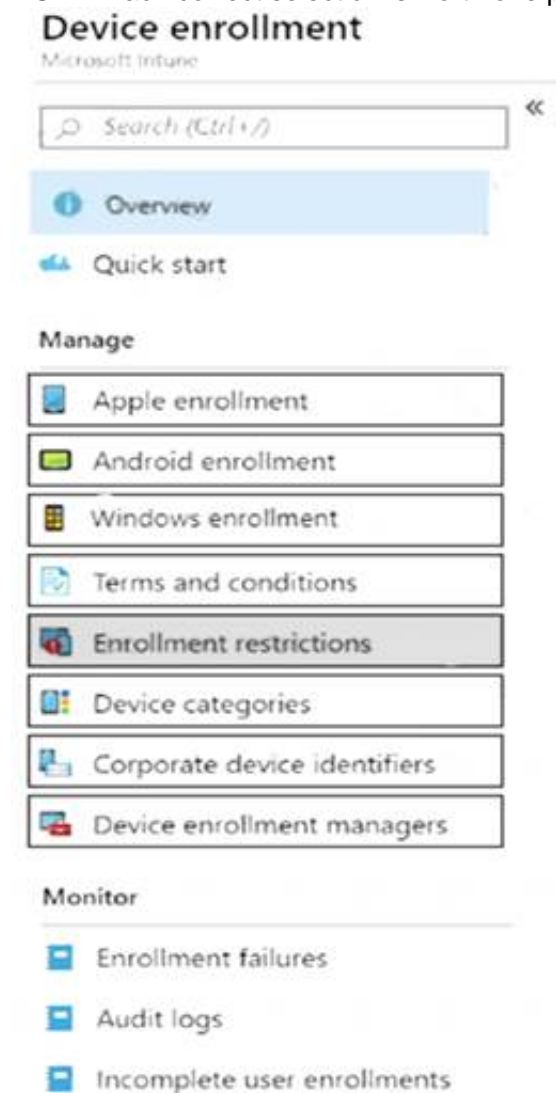 Device enrollment
Microsoft Intune
Search (Ctrl+/)
«
Overview
Quick start
Manage
Apple enrollment
Android enrollment
Windows enrollment
Terms and conditions
Enrollment restrictions
Device categories
Corporate device identifiers
Device enrollment managers
Monitor
Enrollment failures
Audit logs
Incomplete user enrollments